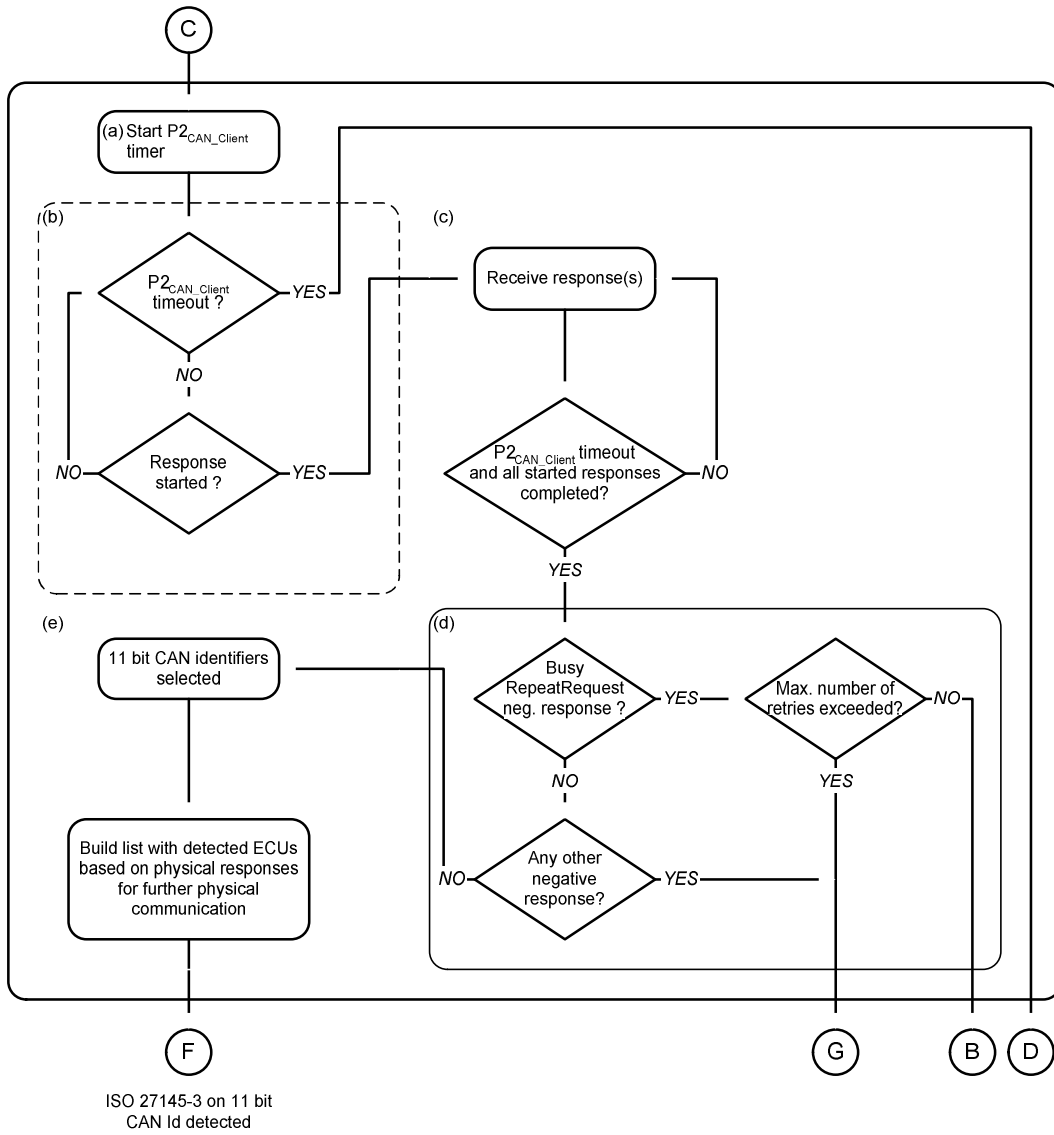 C
(a) Start P2CAN_Client
timer
(b)
P2CAN_Client
timeout ?
YES
NO
Response
started ?
NO
YES
(c)
Receive response(s)
P2CAN_Client timeout
and all started responses
completed?
NO
YES
(d)
Busy
RepeatRequest
neg. response ?
YES
Max. number of
retries exceeded?
NO
YES
NO
Any other
negative
response?
NO
YES
(e)
11 bit CAN identifiers
selected
Build list with detected ECUs
based on physical responses
for further physical
communication
F
G
B
D
ISO 27145-3 on 11 bit
CAN Id detected